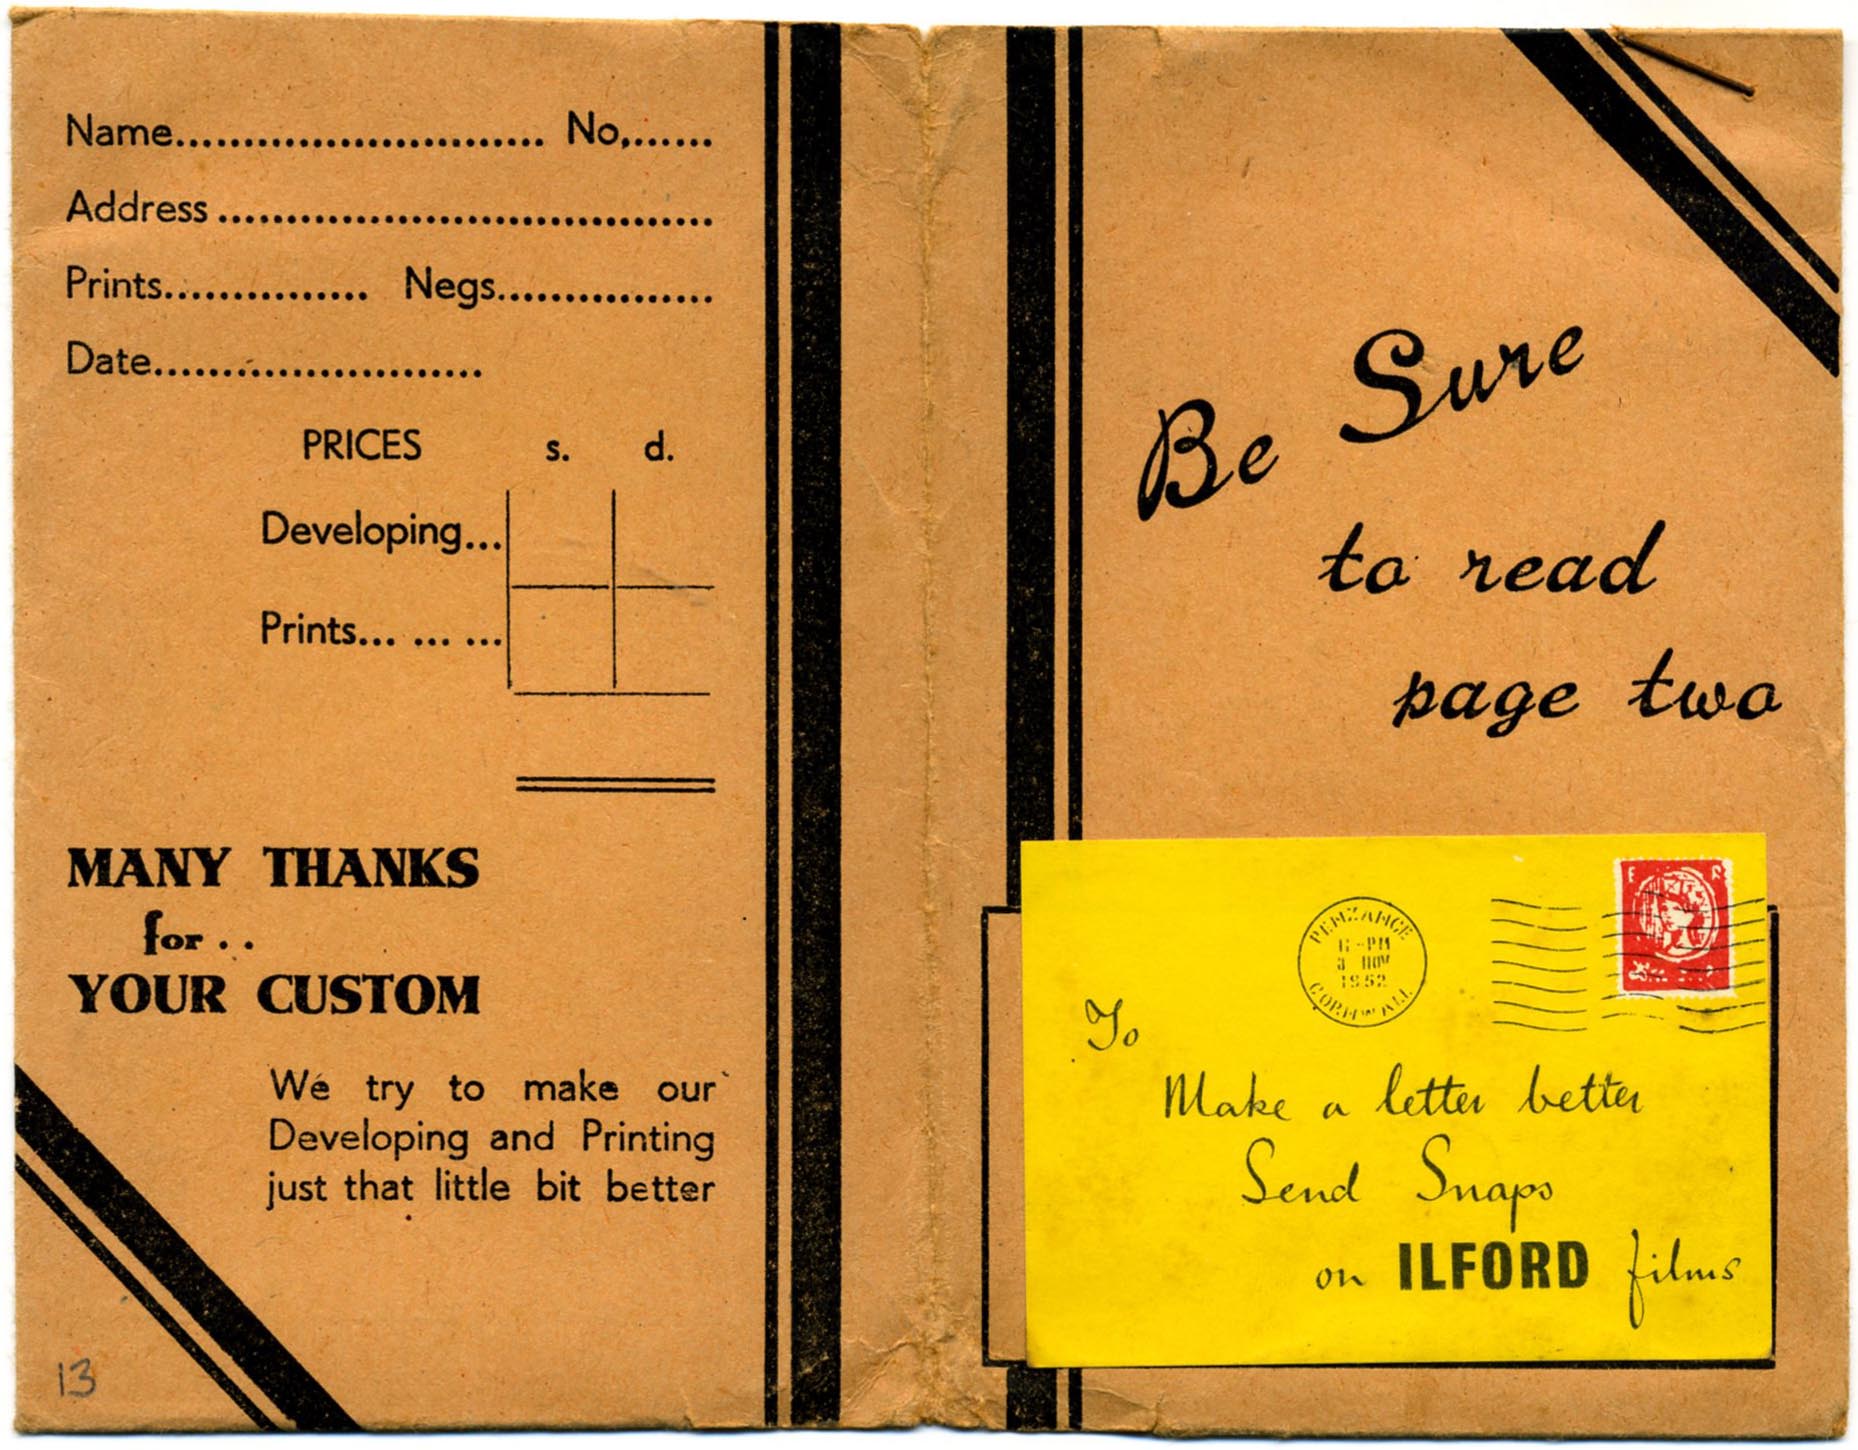 Name........................... No,.......
Address ....................................
Prints............... Negs................
Date........................
PRICES s. d.
Developing...
Prints... ... ...
MANY THANKS
for . .
YOUR CUSTOM
We try to make our
Developing and Printing
just that little bit better
13
Be Sure
to read
page two
E R
PENZANCE
3 NOV
1952
CORNWALL
To
Make a letter better
Send Snaps
on ILFORD films